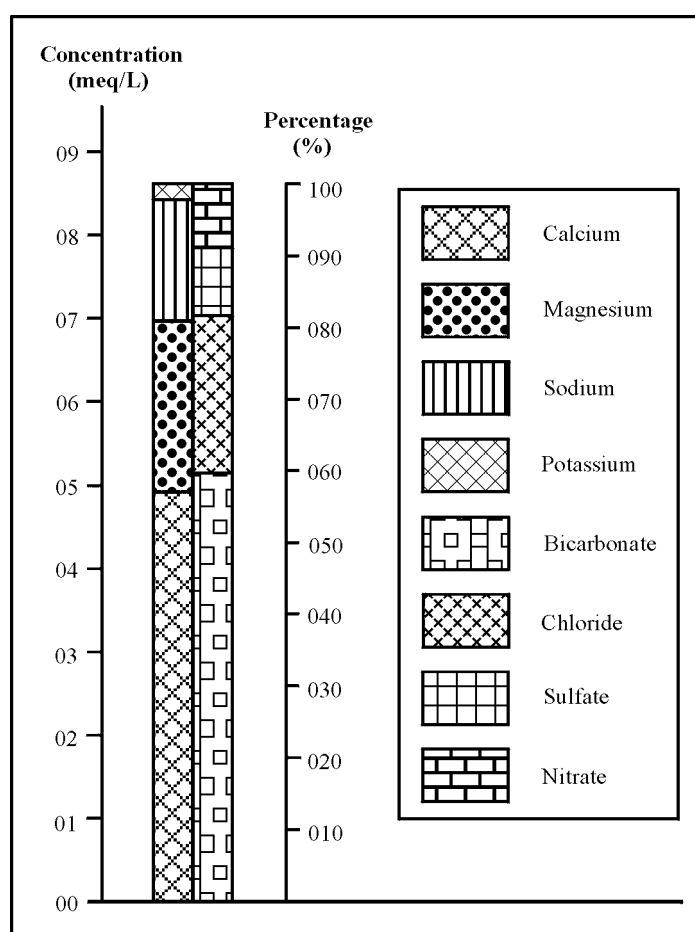 Concentration
(meq/L)
Percentage
(%)
09
08
07
06
05
04
03
02
01
00
100
090
080
070
060
050
040
030
020
010
Calcium
Magnesium
Sodium
Potassium
Bicarbonate
Chloride
Sulfate
Nitrate